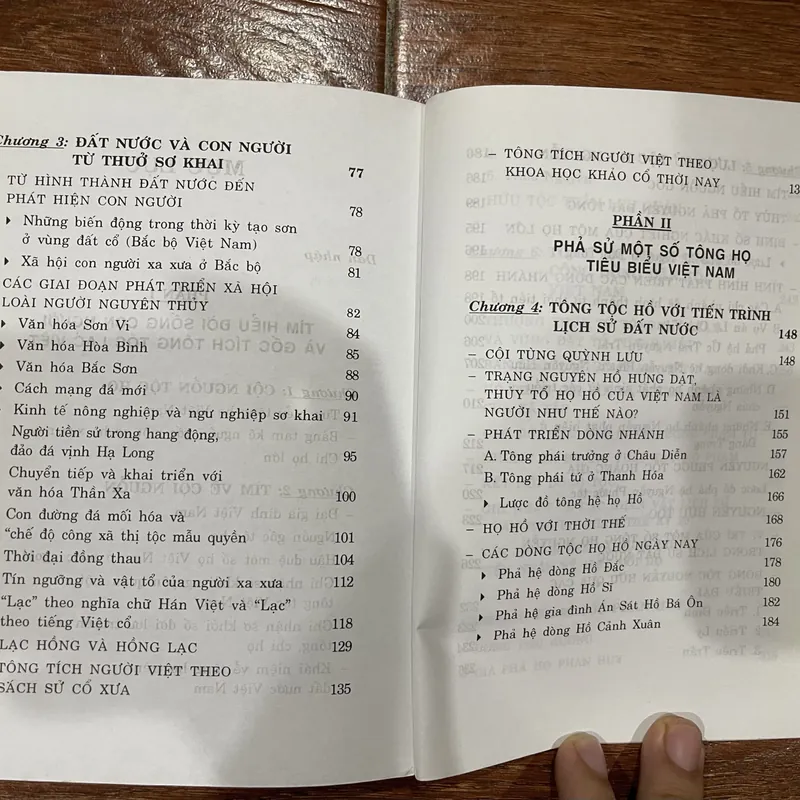 Chương 3: ĐẤT NƯỚC VÀ CON NGƯỜI
TỪ THUỞ SƠ KHAI 77
TỪ HÌNH THÀNH ĐẤT NƯỚC ĐẾN
PHÁT HIỆN CON NGƯỜI 78
Những biến động trong thời kỳ tạo sơn
ở vùng đất cổ (Bắc bộ Việt Nam) 78
Xã hội con người xa xưa ở Bắc bộ 81
CÁC GIAI ĐOẠN PHÁT TRIỂN XÃ HỘI
LOÀI NGƯỜI NGUYÊN THỦY 82
Văn hóa Sơn Vi 84
Văn hóa Hòa Bình 85
Văn hóa Bắc Sơn 88
Cách mạng đá mới 90
Kinh tế nông nghiệp và ngư nghiệp sơ khai 91
Người tiền sử trong hang động,
đảo đá vịnh Hạ Long 95
Chuyển tiếp và khai triển với
văn hóa Thần Xa 100
Con đường đá mối hóa và
"chế độ công xã thị tộc mẫu quyền 101
Thời đại đồng thau 104
Tín ngưỡng và vật tổ của người xa xưa 112
"Lạc" theo nghĩa chữ Hán Việt và "Lạc"
theo tiếng Việt cổ 118
LẠC HỒNG VÀ HỒNG LẠC 129
TÔNG TÍCH NGƯỜI VIỆT THEO
SÁCH SỬ CỔ XƯA 135
– TÔNG TÍCH NGƯỜI VIỆT THEO
KHOA HỌC KHẢO CỔ THỜI NAY
PHẦN II
PHẢ SỬ MỘT SỐ TÔNG HỌ
TIÊU BIỂU VIỆT NAM
Chương 4: TÔNG TỘC HỒ VỚI TIẾN TRÌNH
LỊCH SỬ ĐẤT NƯỚC 148
– CỘI TÙNG QUỲNH LƯU 148
– TRẠNG NGUYÊN HỒ HƯNG DẬT,
THỦY TỔ HỌ HỒ CỦA VIỆT NAM LÀ
NGƯỜI NHƯ THẾ NÀO? 151
– PHÁT TRIỂN DÒNG NHÁNH 155
A. Tông phái trưởng ở Châu Diễn 157
B. Tông phái tứ ở Thanh Hóa 162
Lược đồ tông hệ họ Hồ 166
– HỌ HỒ VỚI THỜI THẾ 168
– CÁC DÒNG TỘC HỌ HỒ NGÀY NAY 176
Phả hệ dòng Hồ Đắc 178
Phả hệ dòng Hồ Sĩ 180
Phả hệ gia đình Án Sát Hồ Bá Ôn 182
Phả hệ dòng Hồ Cảnh Xuân 184